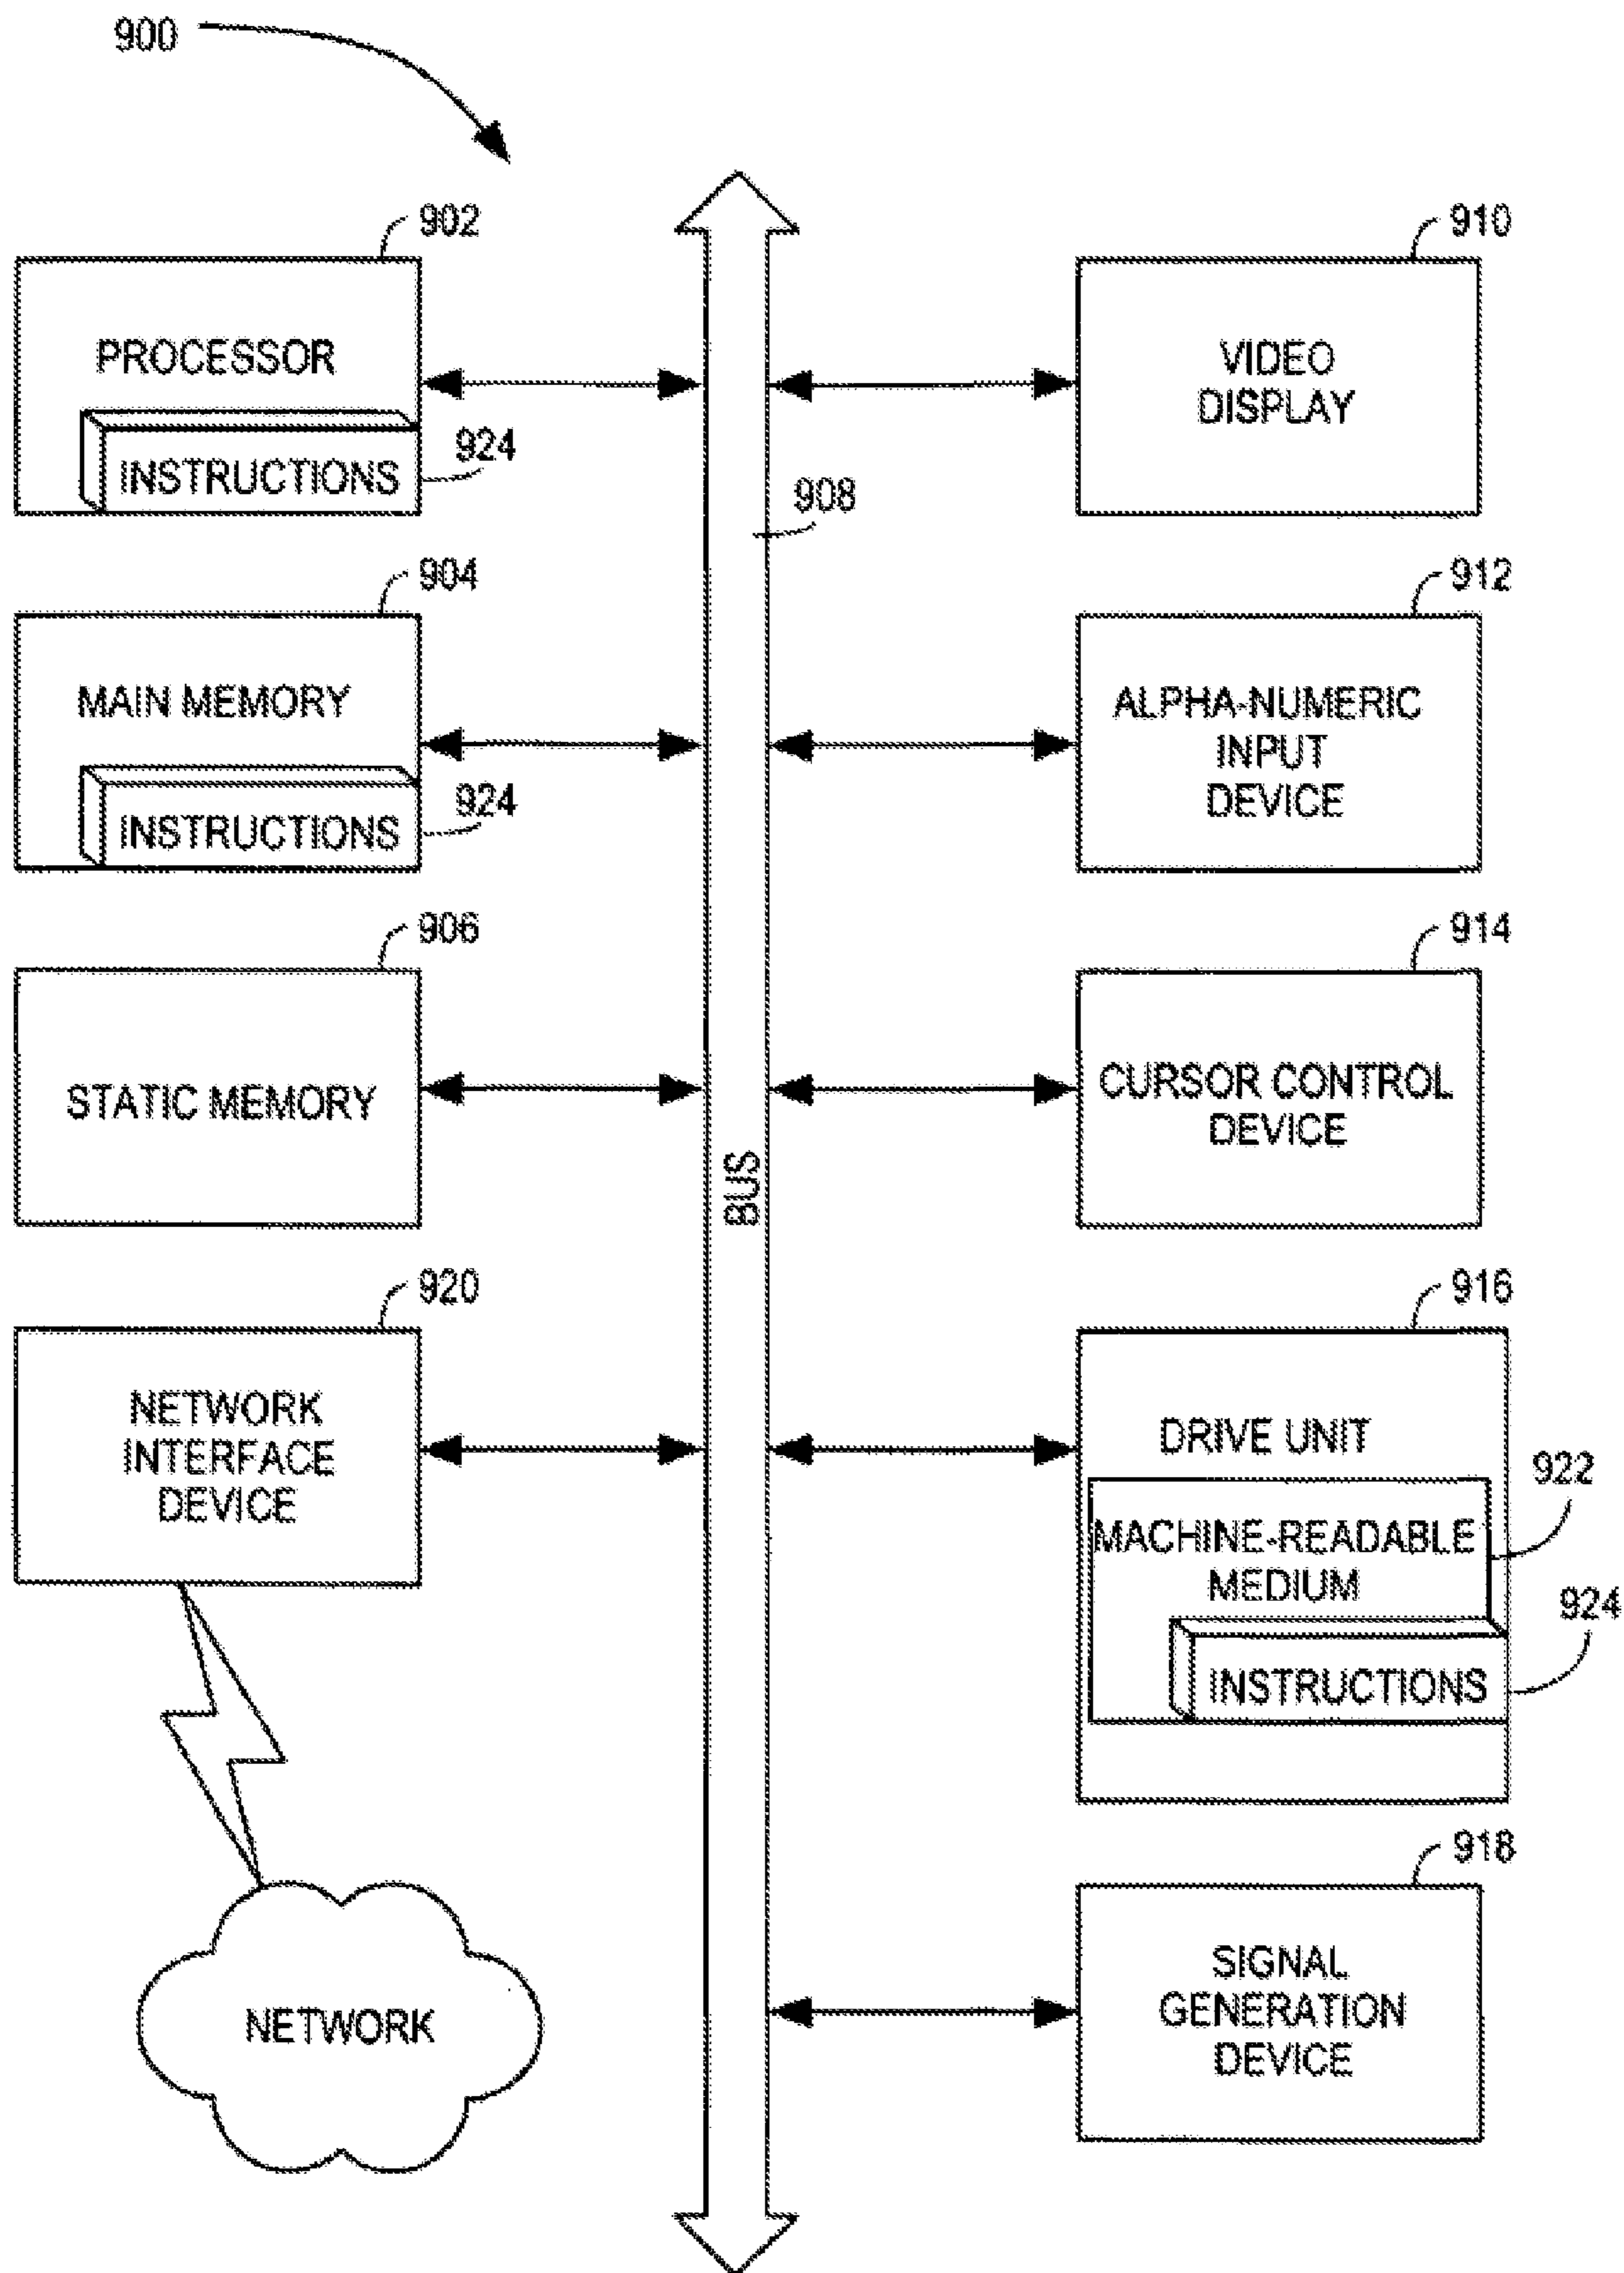 900
902
PROCESSOR
INSTRUCTIONS
924
904
MAIN MEMORY
INSTRUCTIONS
924
906
STATIC MEMORY
920
NETWORK
INTERFACE
DEVICE
NETWORK
908
BUS
910
VIDEO
DISPLAY
912
ALPHA-NUMERIC
INPUT
DEVICE
914
CURSOR CONTROL
DEVICE
916
DRIVE UNIT
922
MACHINE-READABLE
MEDIUM
924
INSTRUCTIONS
918
SIGNAL
GENERATION
DEVICE